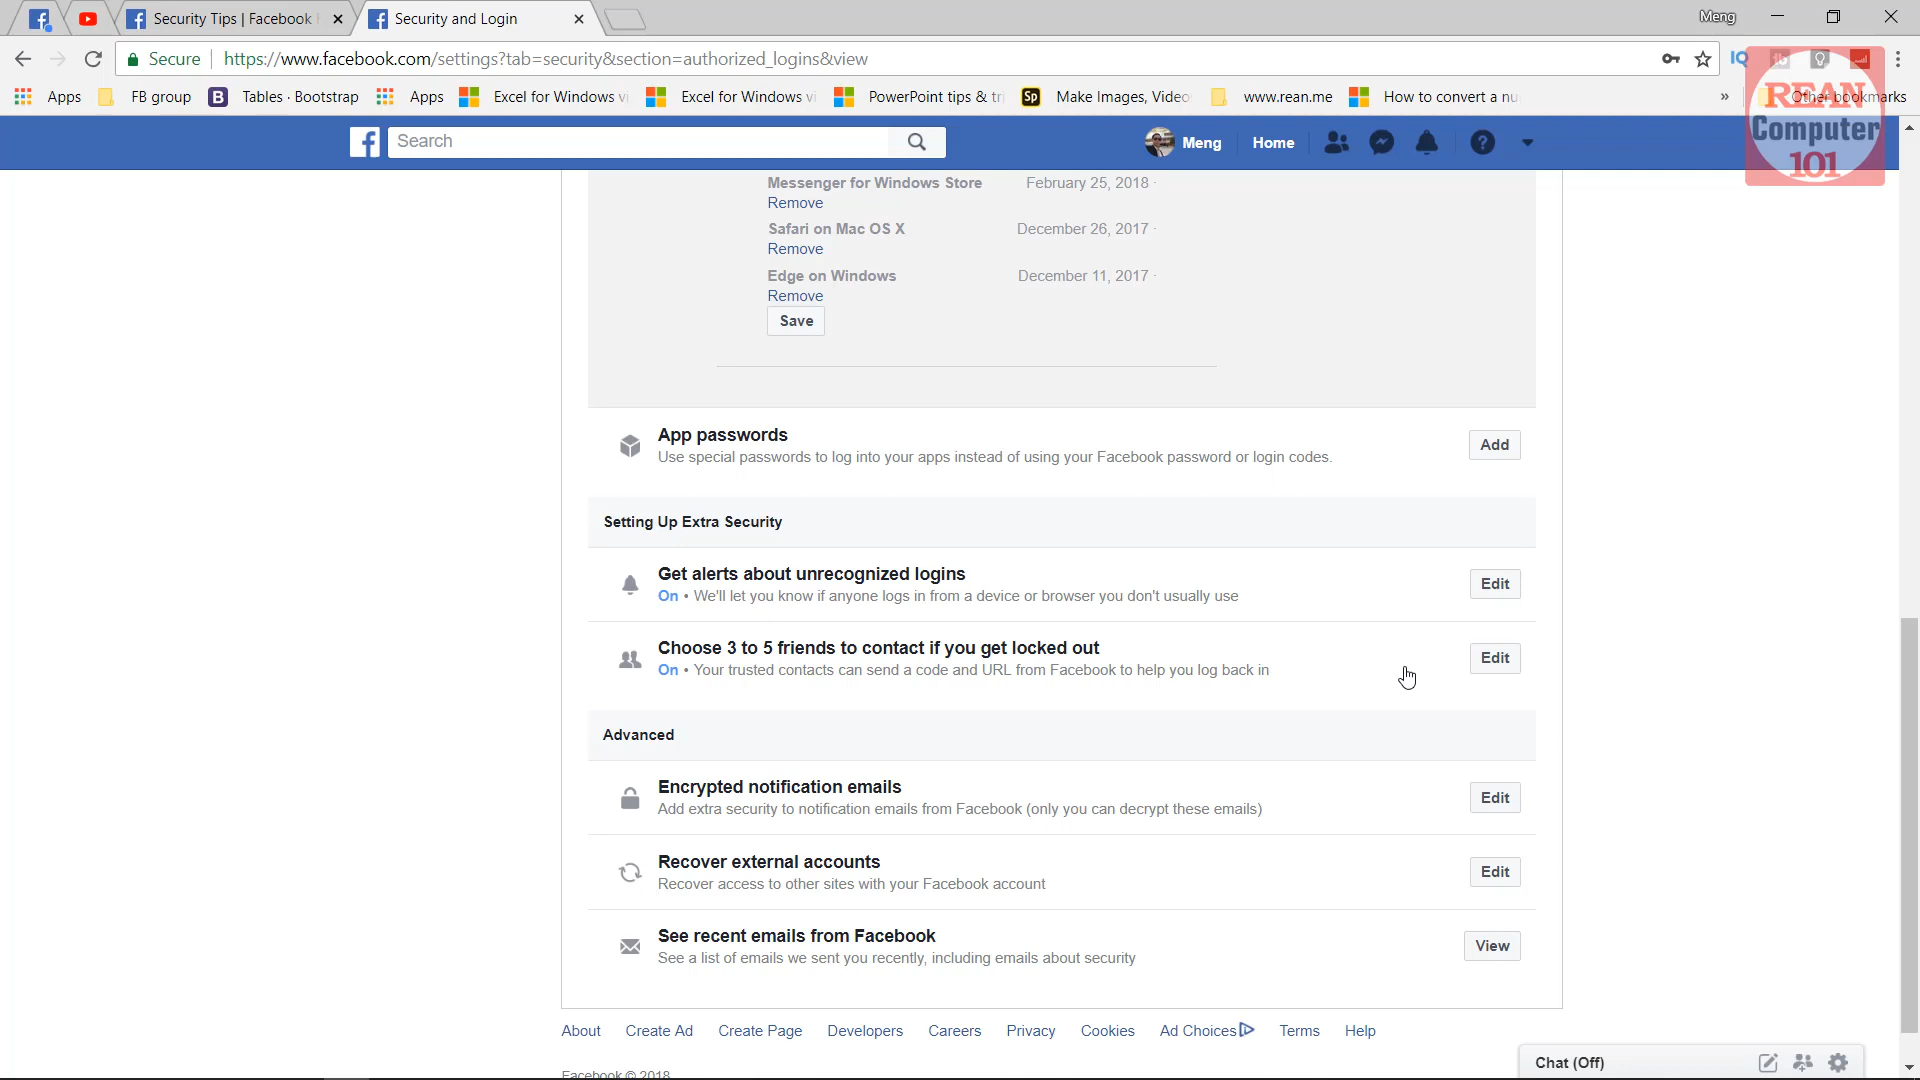 Security Tips | Facebook
Security and Login
Meng
Secure
https://www.facebook.com/settings?tab=security&section=authorized_logins&view
Apps
FB group
B
Tables · Bootstrap
Apps
Excel for Windows v
Excel for Windows vi
PowerPoint tips & tri
Sp
Make Images, Video
www.rean.me
How to convert a nu
»
Other bookmarks
REAN
Computer
101
Search
Meng
Home
Messenger for Windows Store
February 25, 2018 ·
Remove
Safari on Mac OS X
December 26, 2017 ·
Remove
Edge on Windows
December 11, 2017 ·
Remove
Save
App passwords
Use special passwords to log into your apps instead of using your Facebook password or login codes.
Add
Setting Up Extra Security
Get alerts about unrecognized logins
On • We'll let you know if anyone logs in from a device or browser you don't usually use
Edit
Choose 3 to 5 friends to contact if you get locked out
On • Your trusted contacts can send a code and URL from Facebook to help you log back in
Edit
Advanced
Encrypted notification emails
Add extra security to notification emails from Facebook (only you can decrypt these emails)
Edit
Recover external accounts
Recover access to other sites with your Facebook account
Edit
See recent emails from Facebook
See a list of emails we sent you recently, including emails about security
View
About Create Ad Create Page Developers Careers Privacy Cookies Ad Choices Terms Help
Facebook © 2018
Chat (Off)